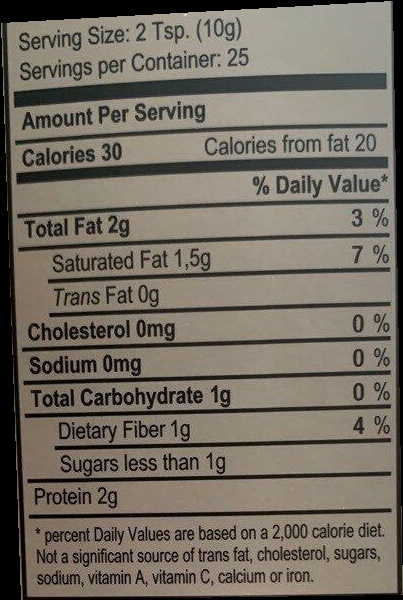 Serving Size: 2 Tsp. (10g)
Servings per Container: 25
Amount Per Serving
Calories 30 Calories from fat 20
% Daily Value*
Total Fat 2g 3 %
Saturated Fat 1,5g 7 %
Trans Fat 0g
Cholesterol 0mg 0 %
Sodium 0mg 0 %
Total Carbohydrate 1g 0 %
Dietary Fiber 1g 4 %
Sugars less than 1g
Protein 2g
* percent Daily Values are based on a 2,000 calorie diet.
Not a significant source of trans fat, cholesterol, sugars,
sodium, vitamin A, vitamin C, calcium or iron.